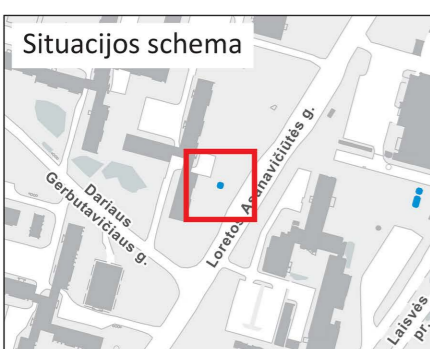 Situacijos schema
Loretos Asanavičiūtės g.
Dariaus
Gerbutavičiaus g.
Laisvės
pr.